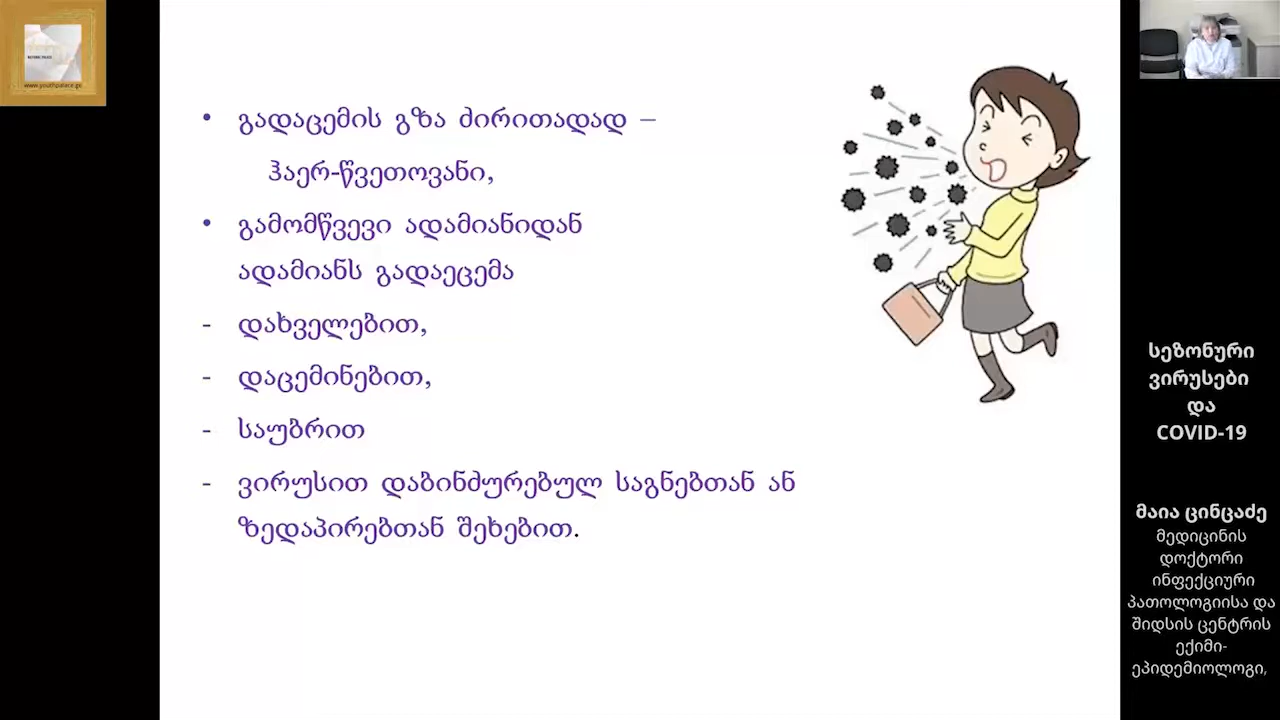 • გადაცემის გზა ძირითადად –
ჰაერ-წვეთოვანი,
• გამომწვევი ადამიანიდან
ადამიანს გადაეცემა
- დახველებით,
- დაცემინებით,
- საუბრით
- ვირუსით დაბინძურებულ საგნებთან ან
ზედაპირებთან შეხებით.
სეზონური
ვირუსები
და
COVID-19
მაია ცინცაძე
მედიცინის
დოქტორი
ინფექციური
პათოლოგიისა და
შიდსის ცენტრის
ექიმი-
ეპიდემიოლოგი,
www.youthpalace.ge